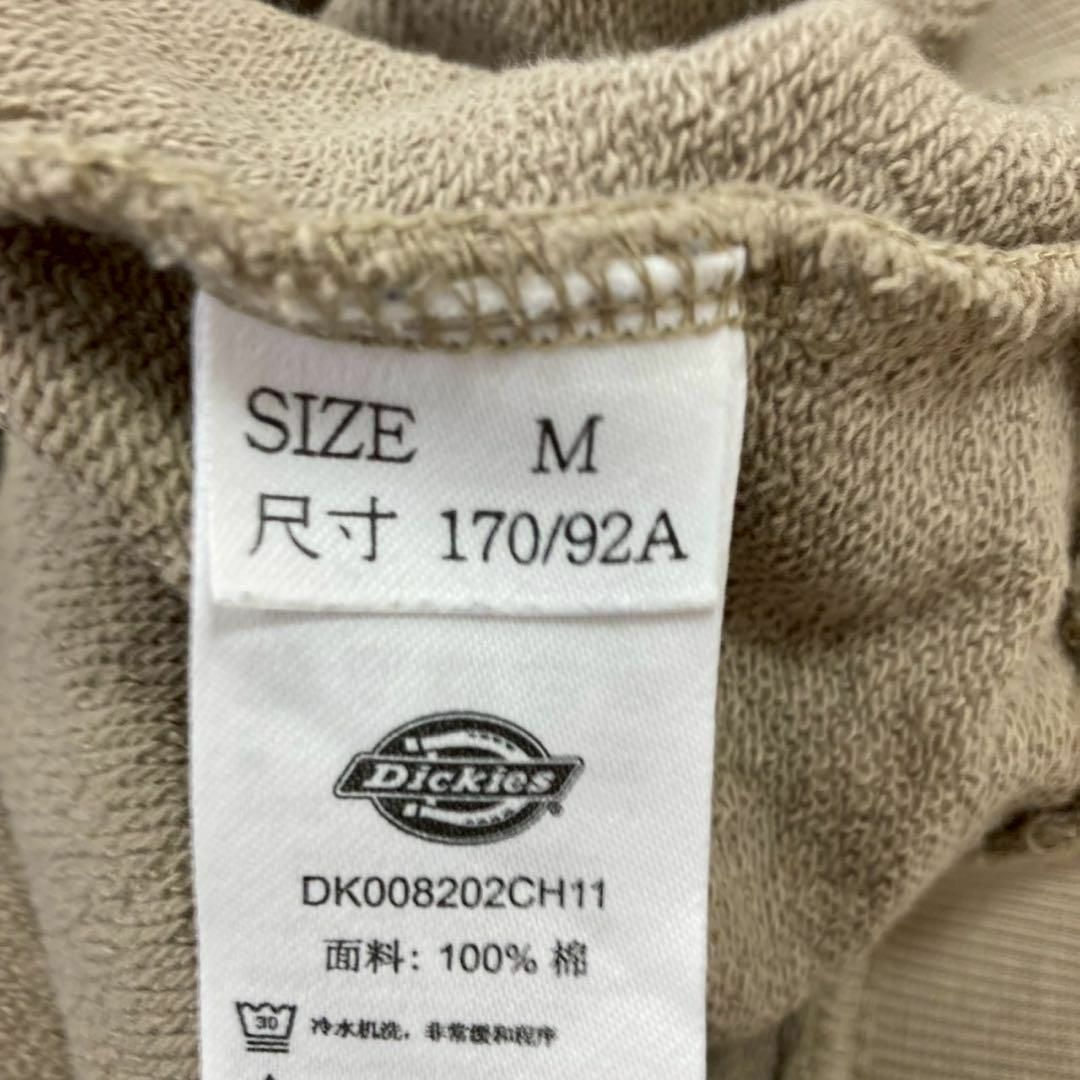 SIZE M
尺寸 170/92A
Dickies®
DK008202CH11
面料: 100% 棉
30 冷水机洗, 非常缓和程序